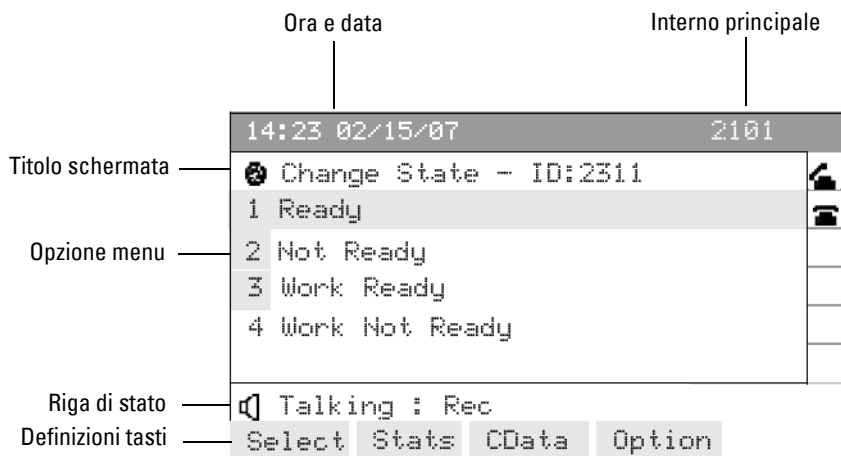 Ora e data
Interno principale
14:23 02/15/07 2101
Titolo schermata
Change State - ID:2311
1 Ready
Opzione menu
2 Not Ready
3 Work Ready
4 Work Not Ready
Riga di stato
Talking : Rec
Definizioni tasti
Select Stats CData Option